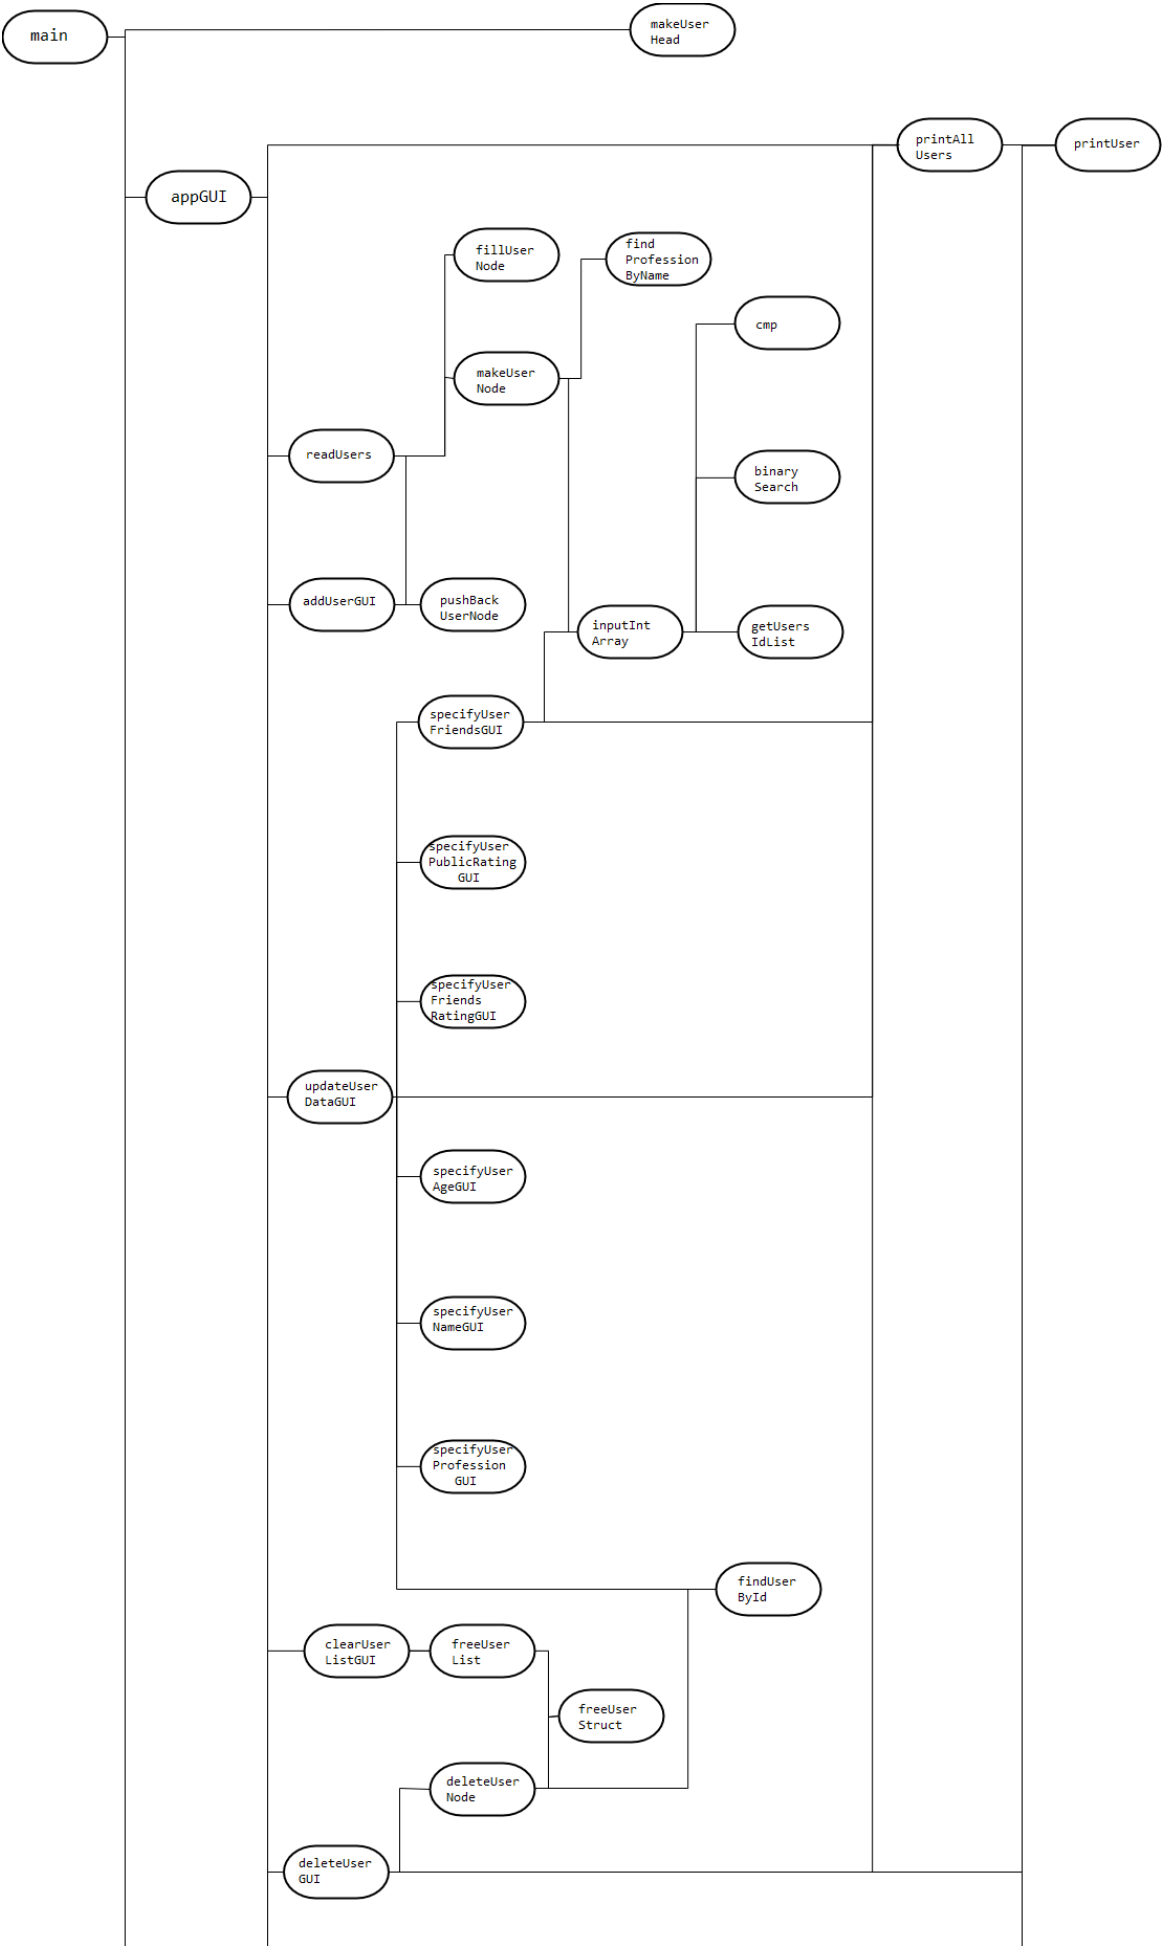 main
makeUser
Head
printAll
Users
printUser
appGUI
fillUser
Node
find
Profession
ByName
cmp
makeUser
Node
readUsers
binary
Search
addUserGUI
pushBack
UserNode
inputInt
Array
getUsers
IdList
specifyUser
FriendsGUI
specifyUser
PublicRating
GUI
specifyUser
Friends
RatingGUI
updateUser
DataGUI
specifyUser
AgeGUI
specifyUser
NameGUI
specifyUser
Profession
GUI
findUser
ById
clearUser
ListGUI
freeUser
List
freeUser
Struct
deleteUser
Node
deleteUser
GUI